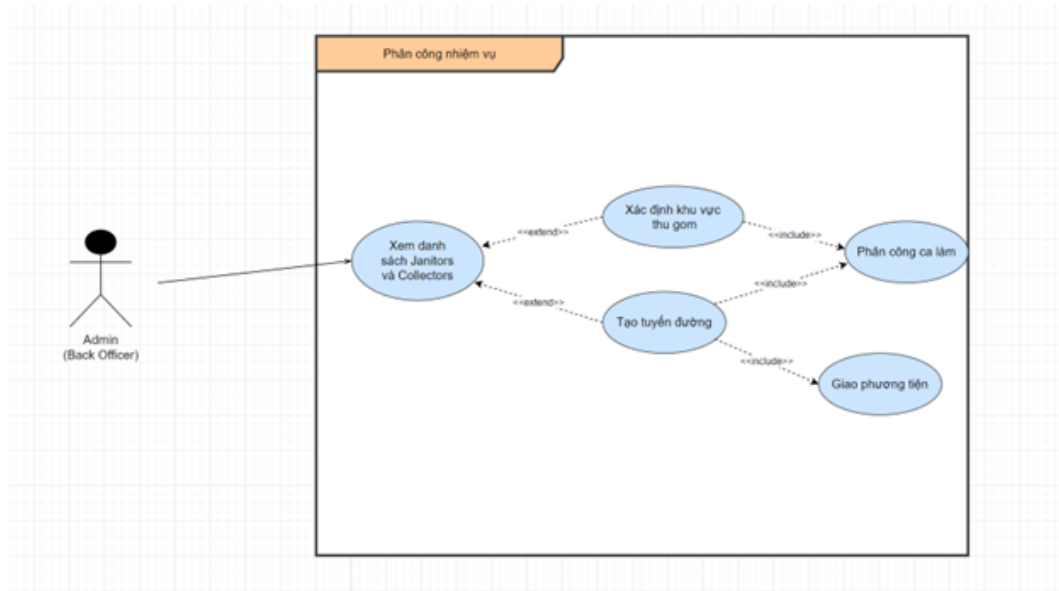 Phân công nhiệm vụ
Xác định khu vực
thu gom
Xem danh
sách Janitors
và Collectors
<<extend>>
<<include>>
Phân công ca làm
<<include>>
<<extend>>
Tạo tuyến đường
Admin
(Back Officer)
<<include>>
Giao phương tiện